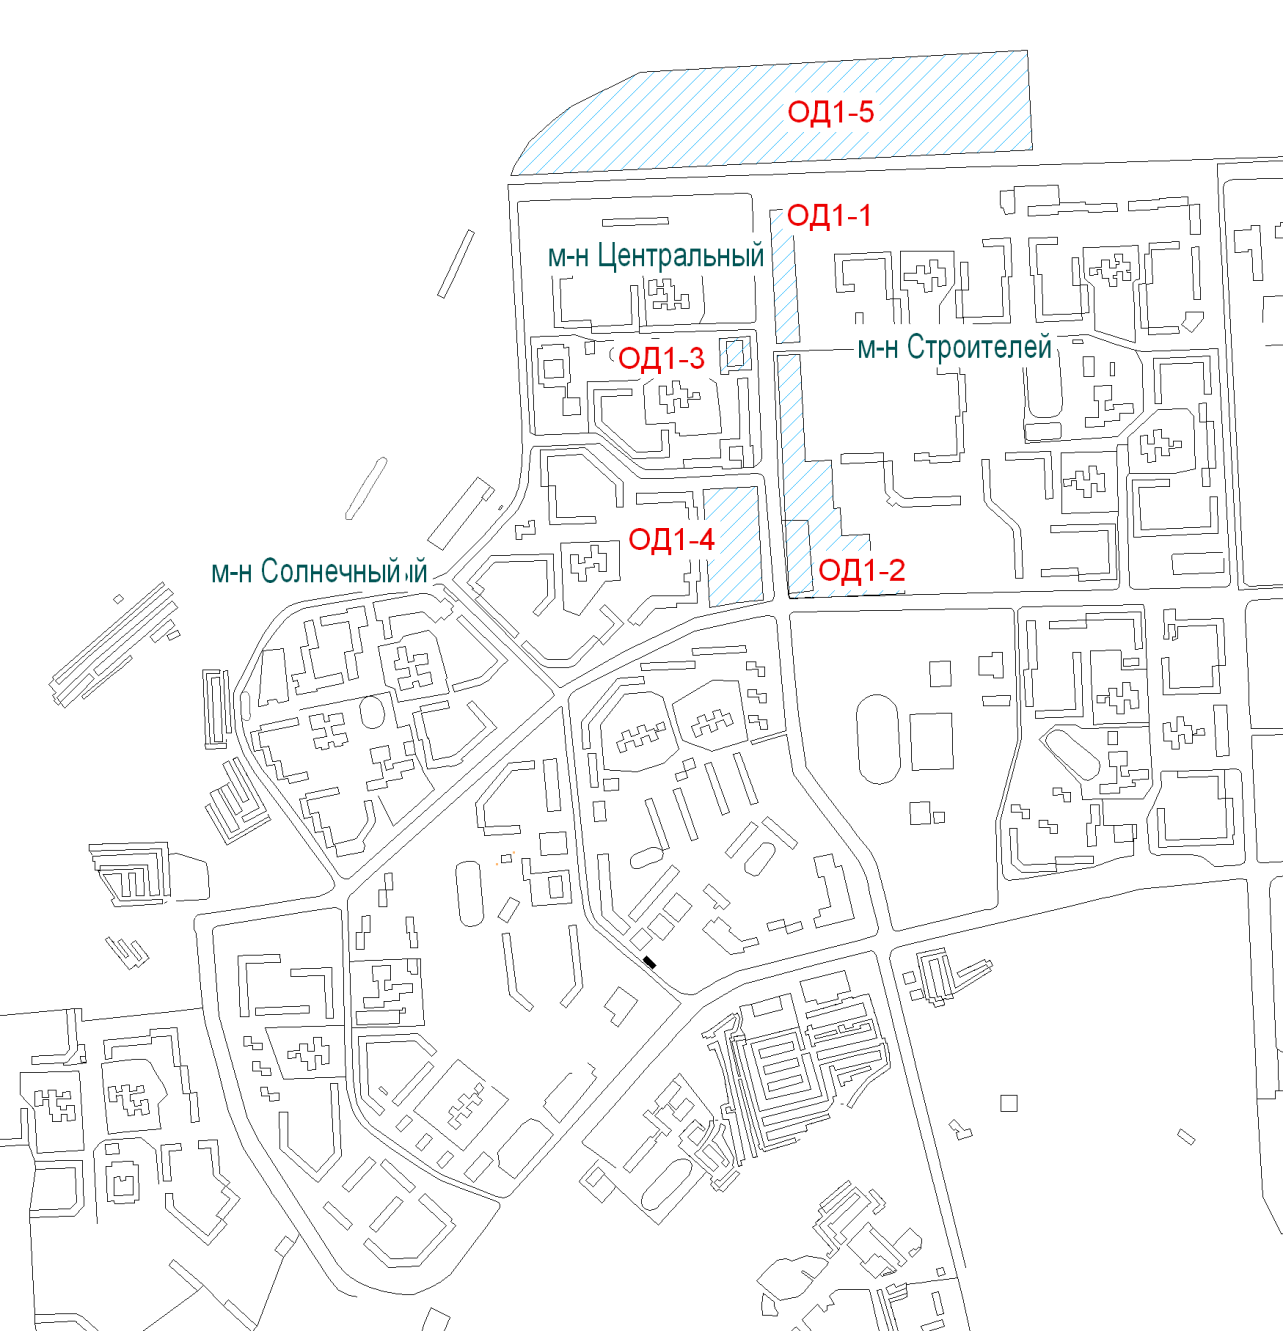 ОД1-5
ОД1-1
м-н Центральный
м-н Строителей
ОД1-3
ОД1-4
ОД1-2
м-н Солнечный